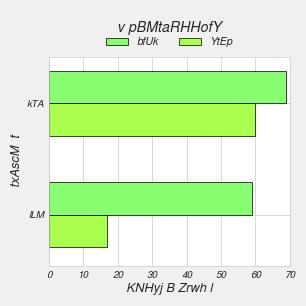 v pBMtaRHHofY
bfUk YtEp
txAscM t
kTA
ILM
0 10 20 30 40 50 60 70
KNHyj B Zrwh I